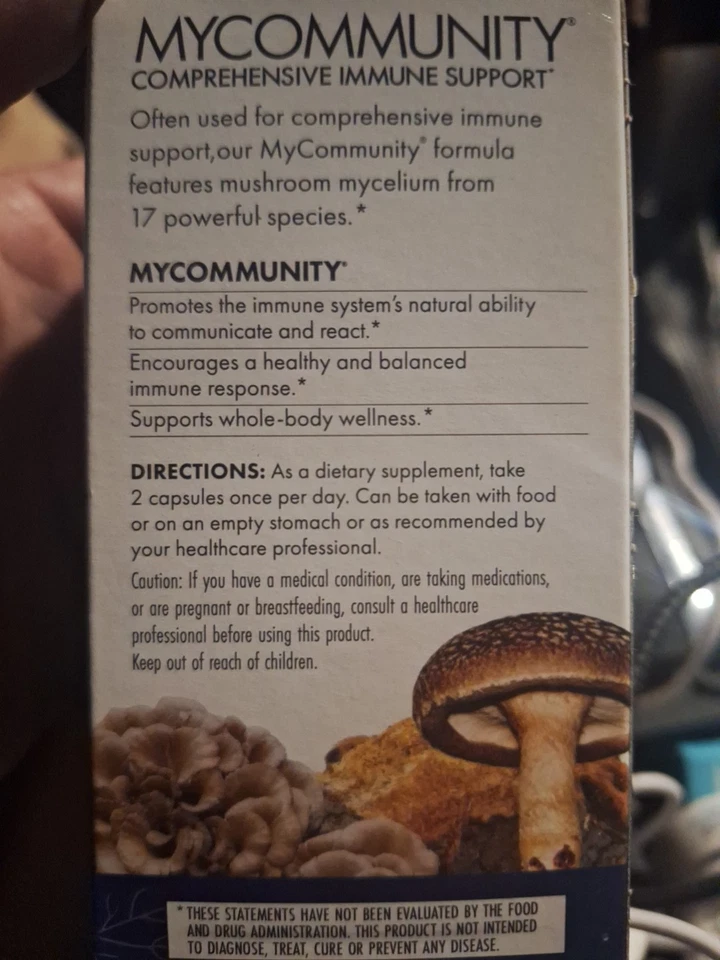 MYCOMMUNITY®
COMPREHENSIVE IMMUNE SUPPORT*
Often used for comprehensive immune
support,our MyCommunity® formula
features mushroom mycelium from
17 powerful species.*
MYCOMMUNITY®
Promotes the immune system's natural ability
to communicate and react.*
Encourages a healthy and balanced
immune response.*
Supports whole-body wellness.*
DIRECTIONS: As a dietary supplement, take
2 capsules once per day. Can be taken with food
or on an empty stomach or as recommended by
your healthcare professional.
Caution: If you have a medical condition, are taking medications,
or are pregnant or breastfeeding, consult a healthcare
professional before using this product.
Keep out of reach of children.
* THESE STATEMENTS HAVE NOT BEEN EVALUATED BY THE FOOD
AND DRUG ADMINISTRATION. THIS PRODUCT IS NOT INTENDED
TO DIAGNOSE, TREAT, CURE OR PREVENT ANY DISEASE.